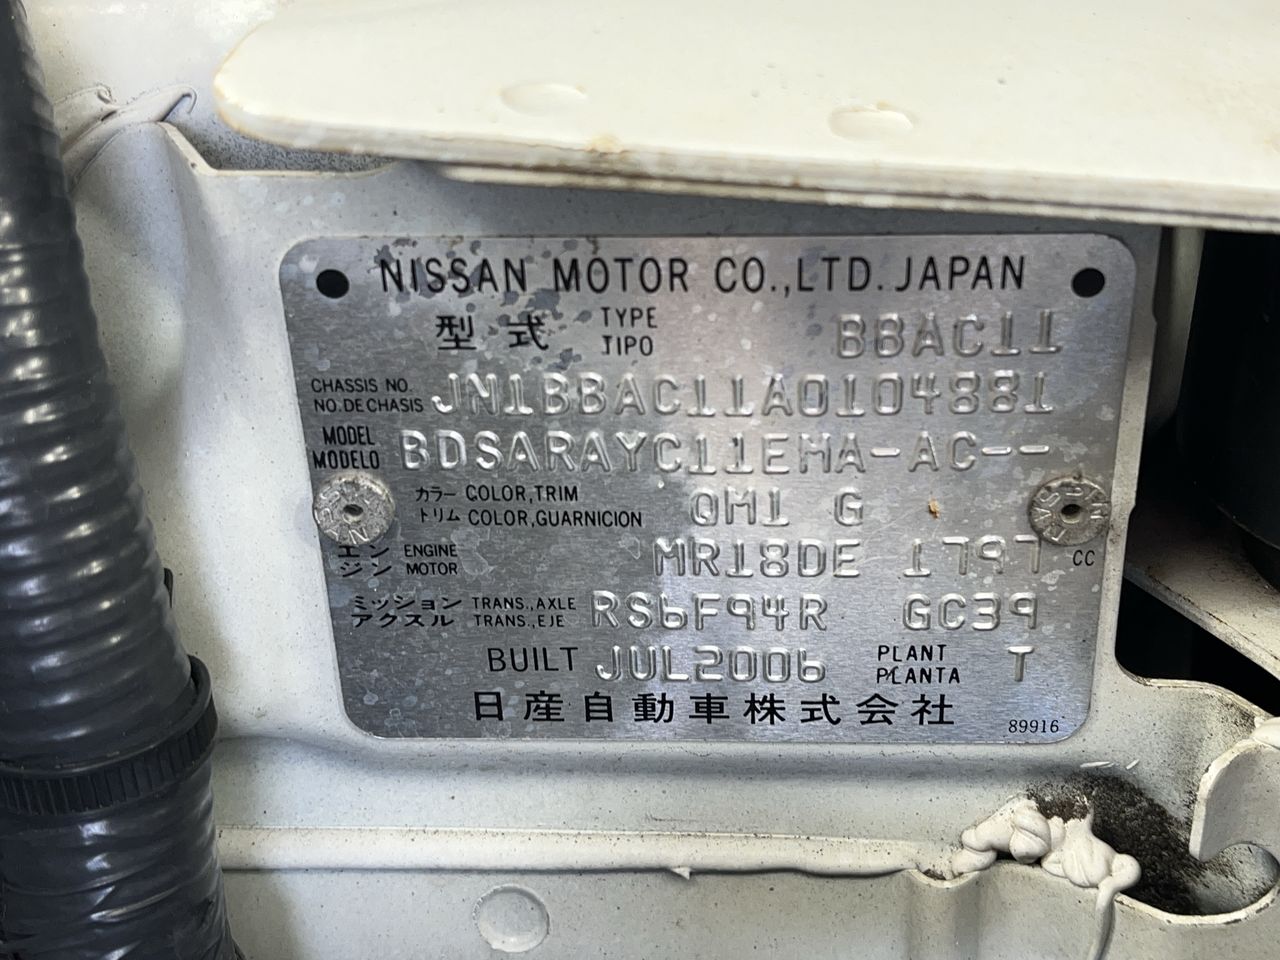 NISSAN MOTOR CO.,LTD. JAPAN
型式 TYPE TIPO BBAC11
CHASSIS NO. NO. DE CHASIS JN1BBAC11A0104881
MODEL MODELO BDSARAYC11EMA-AC--
カラー COLOR,TRIM
トリム COLOR,GUARNICION QM1 G
エンジン ENGINE MOTOR MR18DE 1797 CC
ミッション TRANS.,AXLE
アクスル TRANS.,EJE RS6F94R GC39
BUILT JUL2006 PLANT PLANTA T
日産自動車株式会社
89916